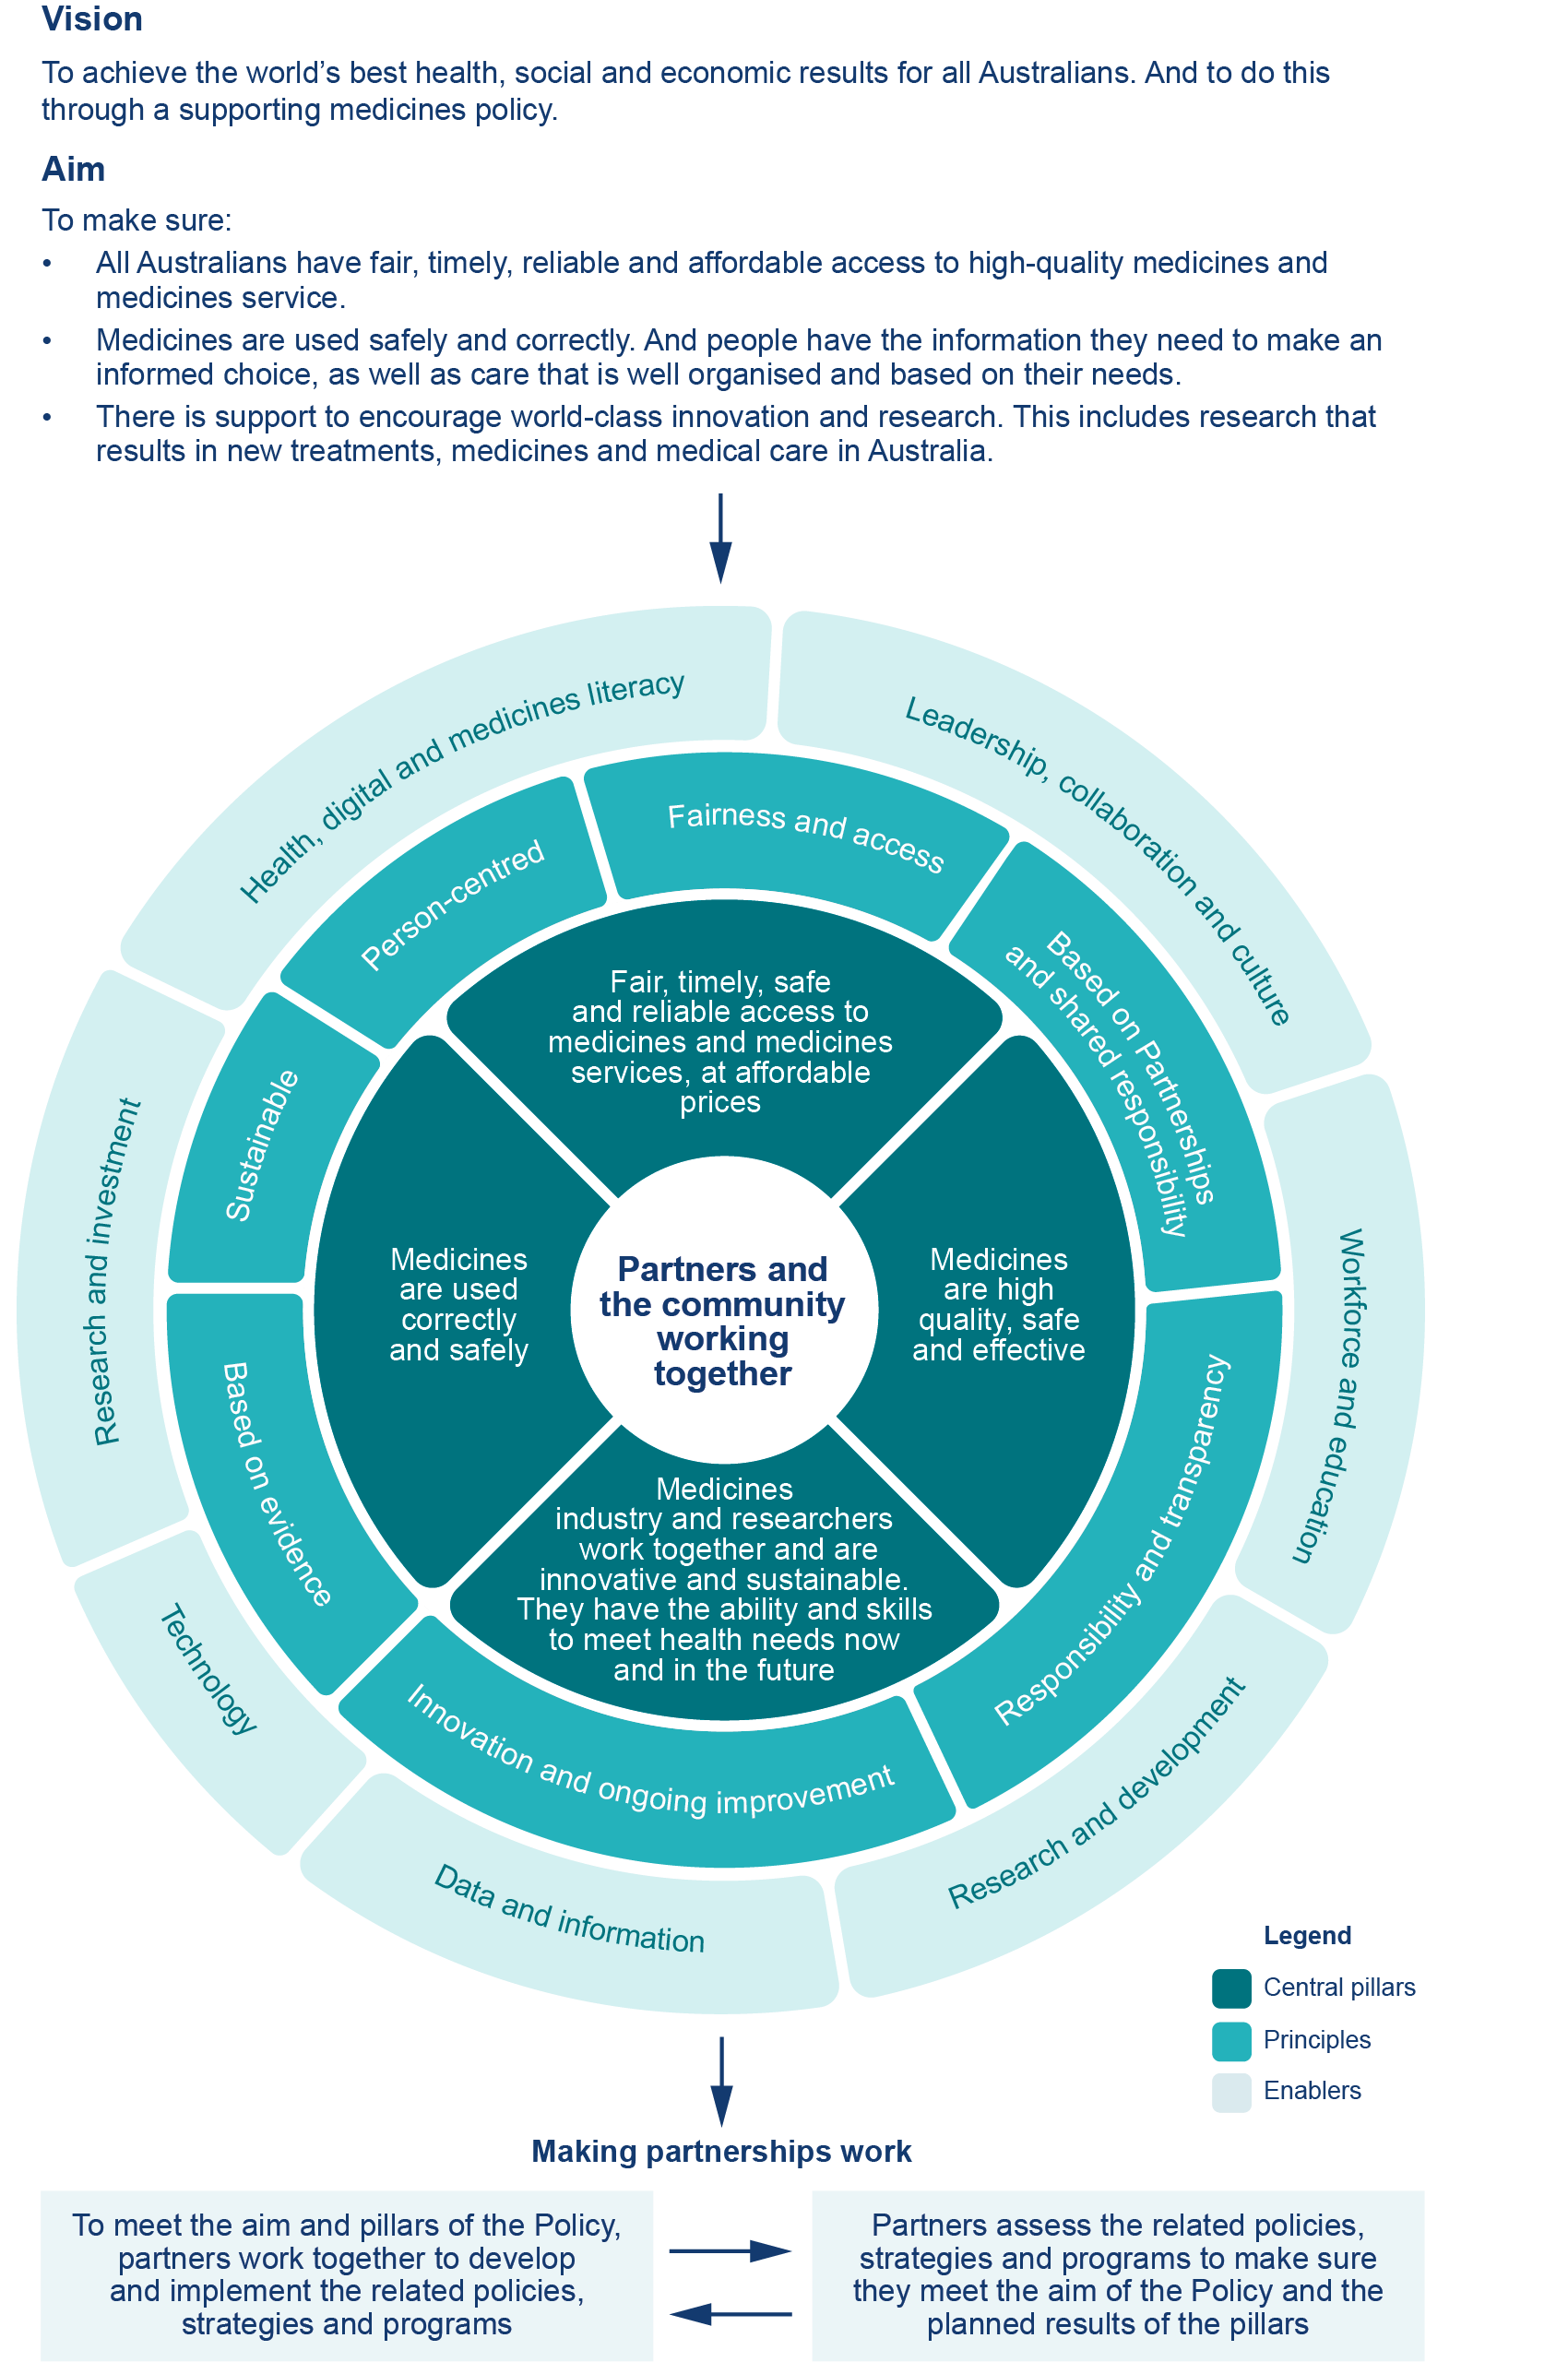 Vision
To achieve the world’s best health, social and economic results for all Australians. And to do this
through a supporting medicines policy.
Aim
To make sure:
• All Australians have fair, timely, reliable and affordable access to high-quality medicines and
medicines service.
• Medicines are used safely and correctly. And people have the information they need to make an
informed choice, as well as care that is well organised and based on their needs.
• There is support to encourage world-class innovation and research. This includes research that
results in new treatments, medicines and medical care in Australia.
Health, digital and medicines literacy
Leadership, collaboration and culture
Workforce and education
Research and development
Data and information
Technology
Research and investment
Person-centred
Fairness and access
Based on Partnerships
and shared responsibility
Responsibility and transparency
Innovation and ongoing improvement
Based on evidence
Sustainable
Fair, timely, safe
and reliable access to
medicines and medicines
services, at affordable
prices
Medicines
are high
quality, safe
and effective
Medicines
industry and researchers
work together and are
innovative and sustainable.
They have the ability and skills
to meet health needs now
and in the future
Medicines
are used
correctly
and safely
Partners and
the community
working
together
Legend
Central pillars
Principles
Enablers
Making partnerships work
To meet the aim and pillars of the Policy,
partners work together to develop
and implement the related policies,
strategies and programs
Partners assess the related policies,
strategies and programs to make sure
they meet the aim of the Policy and the
planned results of the pillars